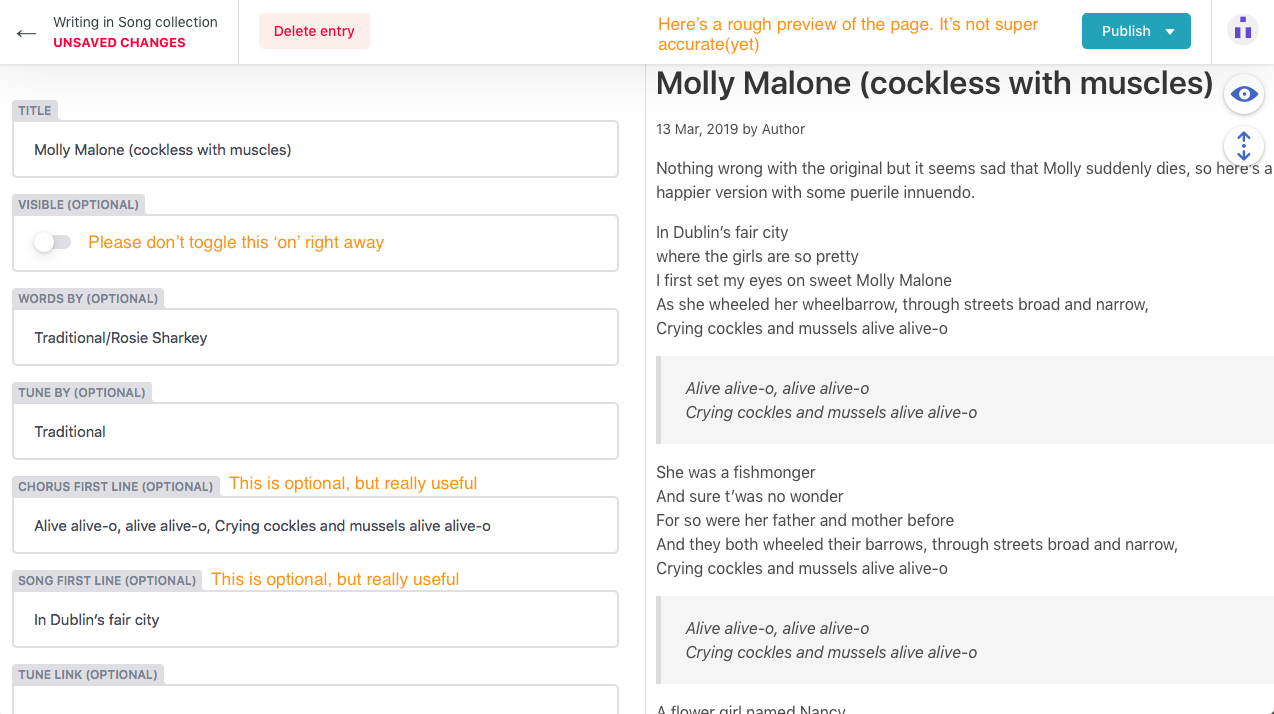 Writing in Song collection
UNSAVED CHANGES
Delete entry
Here's a rough preview of the page. It's not super
accurate(yet)
Publish
TITLE
Molly Malone (cockless with muscles)
VISIBLE (OPTIONAL)
Please don't toggle this 'on' right away
WORDS BY (OPTIONAL)
Traditional/Rosie Sharkey
TUNE BY (OPTIONAL)
Traditional
CHORUS FIRST LINE (OPTIONAL)
This is optional, but really useful
Alive alive-o, alive alive-o, Crying cockles and mussels alive alive-o
SONG FIRST LINE (OPTIONAL)
This is optional, but really useful
In Dublin's fair city
TUNE LINK (OPTIONAL)
Molly Malone (cockless with muscles)
13 Mar, 2019 by Author
Nothing wrong with the original but it seems sad that Molly suddenly dies, so here's a
happier version with some puerile innuendo.
In Dublin's fair city
where the girls are so pretty
I first set my eyes on sweet Molly Malone
As she wheeled her wheelbarrow, through streets broad and narrow,
Crying cockles and mussels alive alive-o
Alive alive-o, alive alive-o
Crying cockles and mussels alive alive-o
She was a fishmonger
And sure t'was no wonder
For so were her father and mother before
And they both wheeled their barrows, through streets broad and narrow,
Crying cockles and mussels alive alive-o
Alive alive-o, alive alive-o
Crying cockles and mussels alive alive-o
A flower girl named Nancy